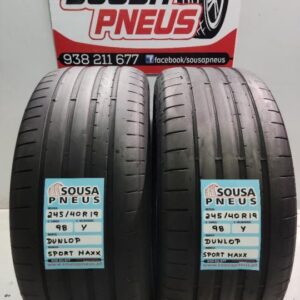 SOUSA
PNEUS
938 211 677
facebook/sousapneus
SOUSA
PNEUS
245/40 R19
98 Y
DUNLOP
SPORT MAXX
SOUSA
PNEUS
245/40 R19
98 Y
DUNLOP
SPORT MAXX